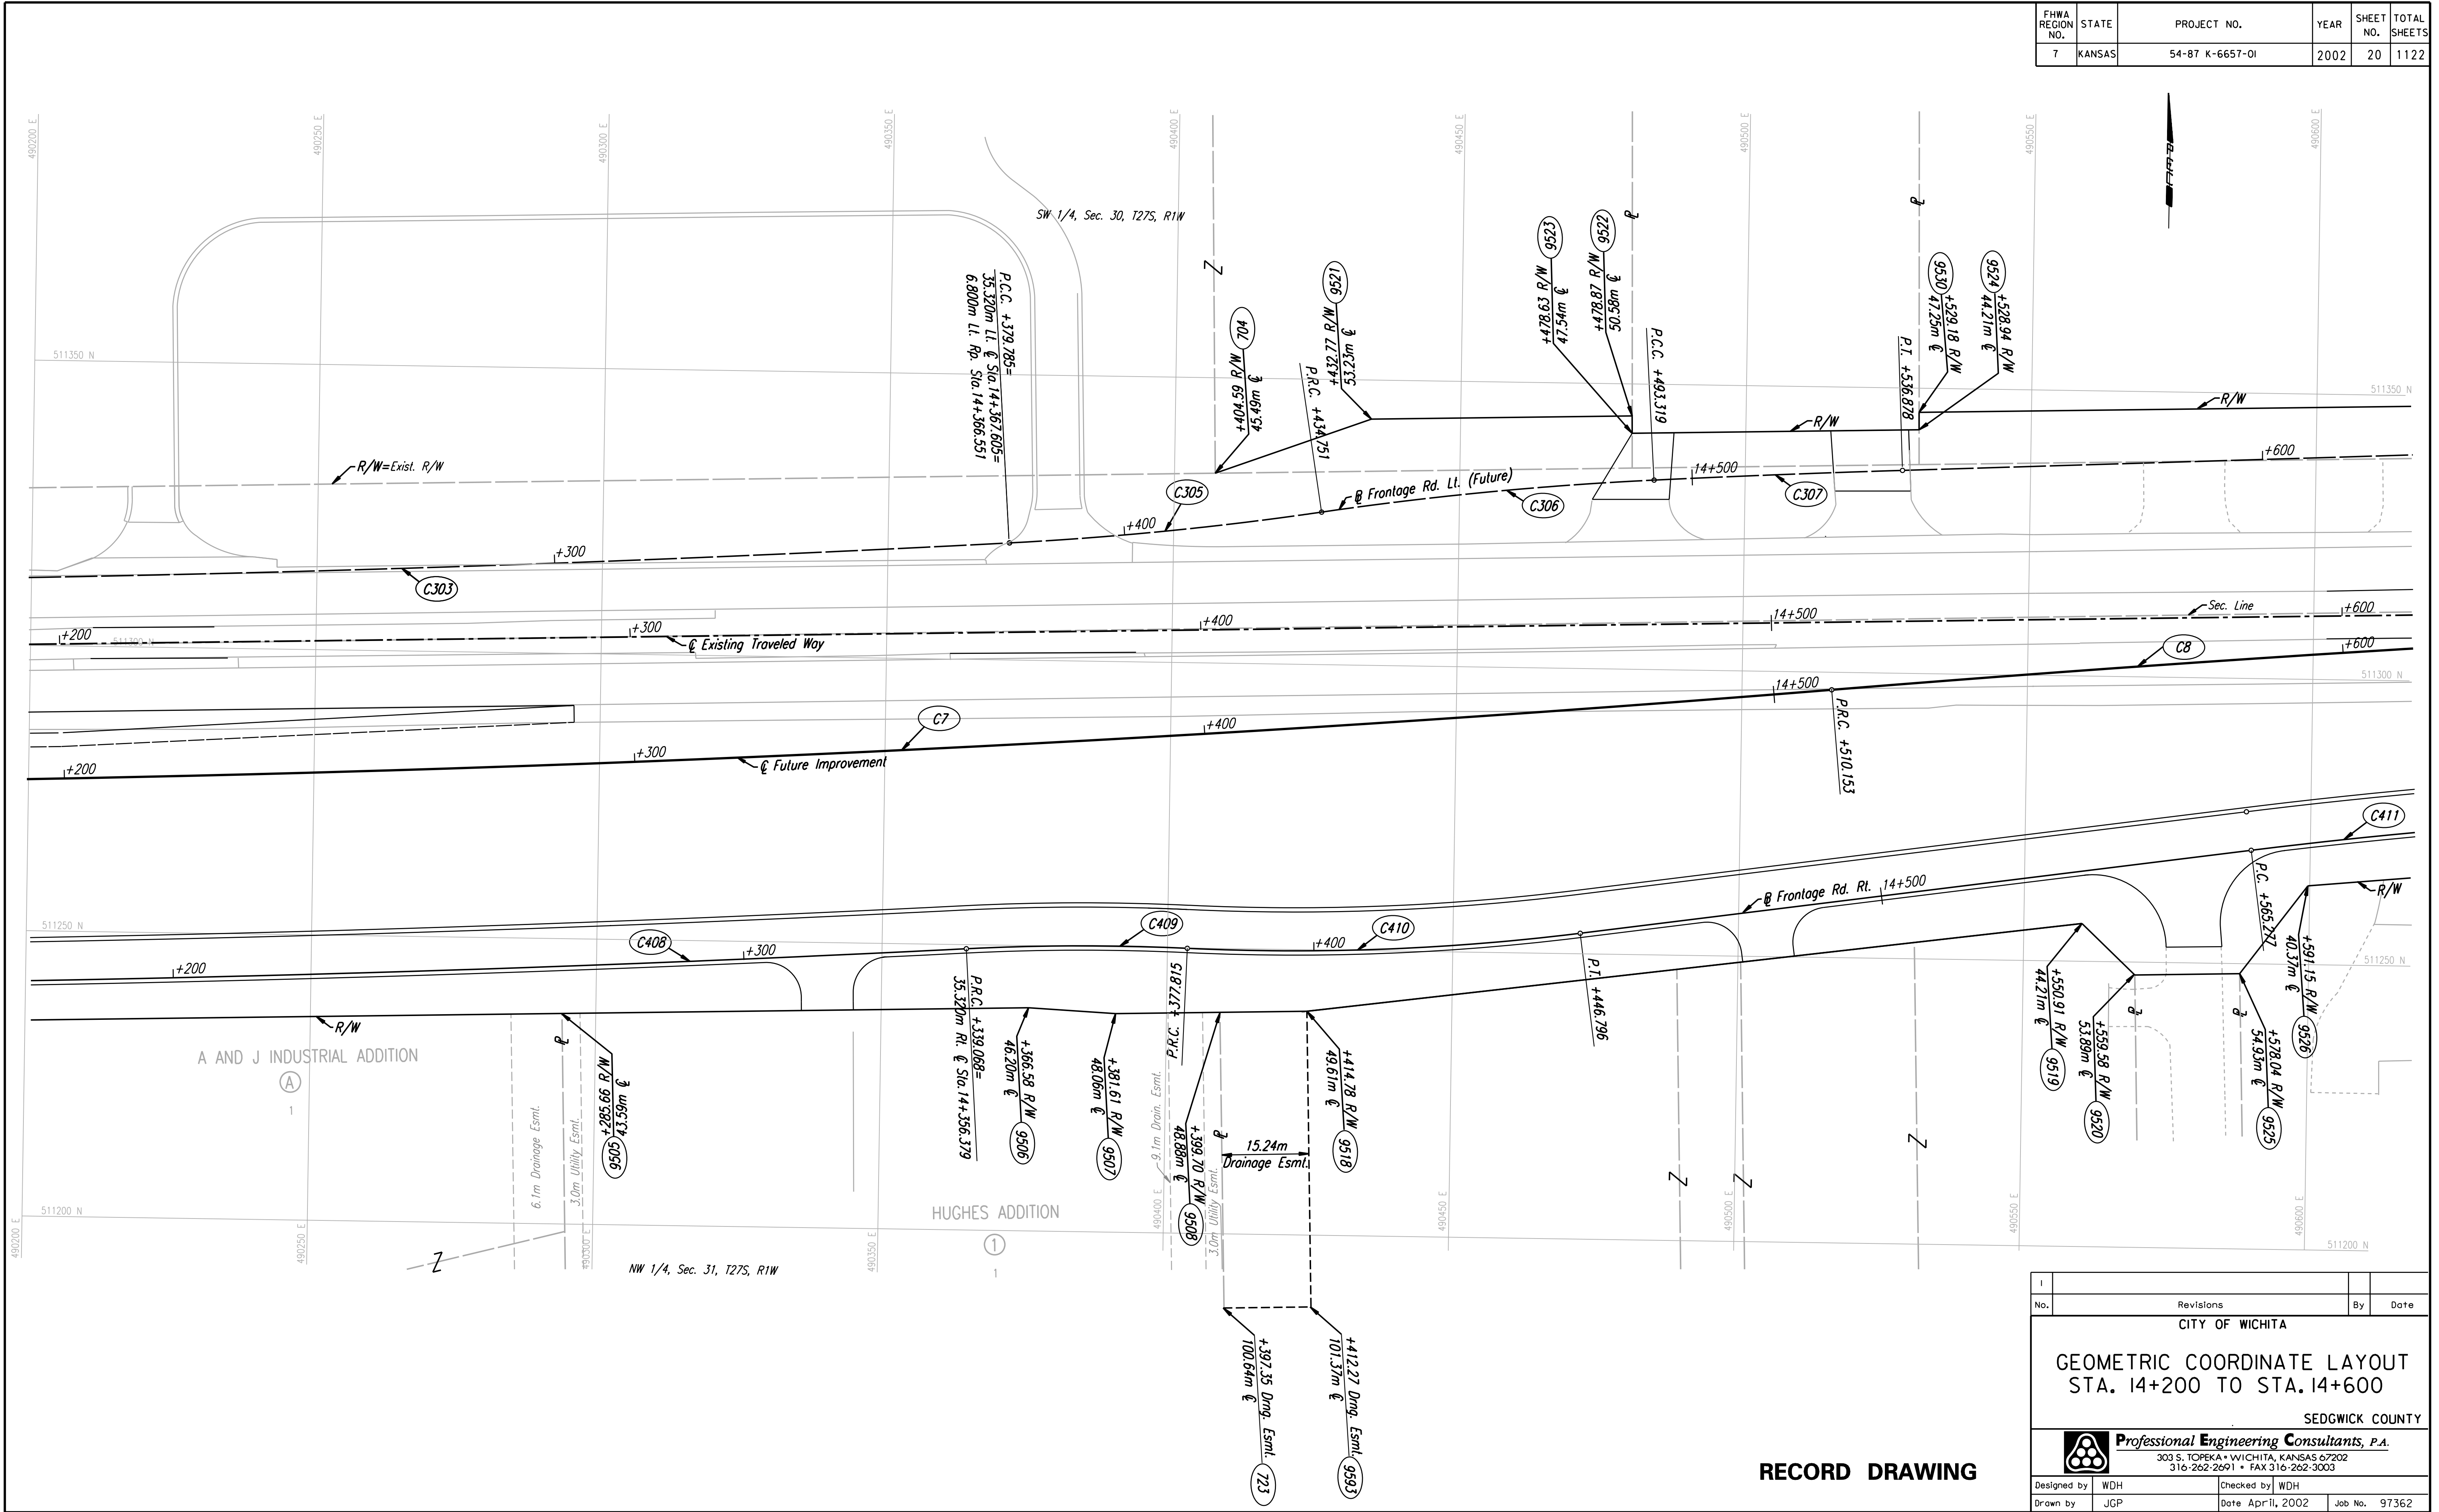 FHWA REGION NO. STATE PROJECT NO. YEAR SHEET NO. TOTAL SHEETS
7 KANSAS 54-87 K-6657-01 2002 20 1122
490200 E
490250 E
490300 E
490350 E
490400 E
490450 E
490500 E
490550 E
490600 E
SW 1/4, Sec. 30, T27S, R1W
P.C.C. +379.785=
35.320m Lt. ℄ Sta.14+367.605=
6.800m Lt. Rp. Sta.14+366.551
704
+404.59 R/W
45.49m ℄
9521
+432.77 R/W
53.23m ℄
P.R.C. +434.751
9523
+478.63 R/W
47.54m ℄
9522
+478.87 R/W
50.58m ℄
P.C.C. +493.319
P.T. +536.878
9530
+529.18 R/W
47.25m ℄
9524
+528.94 R/W
44.21m ℄
511350 N
511350 N
R/W
R/W
R/W=Exist. R/W
+600
14+500
C305
C306
C307
℄ Frontage Rd. Lt. (Future)
+400
+300
C303
Sec. Line
+600
14+500
+400
+300
+200
511300 N
℄ Existing Traveled Way
C8
+600
511300 N
14+500
C7
+400
+300
℄ Future Improvement
+200
P.R.C. +510.153
C411
P.C. +565.277
R/W
℄ Frontage Rd. Rt.
14+500
511250 N
C408
C409
C410
+400
+300
+200
511250 N
R/W
P.R.C. +339.068=
35.320m Rt. ℄ Sta.14+356.379
P.R.C. +377.815
P.T. +446.796
A AND J INDUSTRIAL ADDITION
A
1
6.1m Drainage Esmt.
3.0m Utility Esmt.
+285.66 R/W
43.59m ℄
9505
+366.58 R/W
46.20m ℄
9506
+381.61 R/W
48.06m ℄
9507
9.1m Drain. Esmt.
+399.70 R/W
48.88m ℄
9508
3.0m Utility Esmt.
15.24m
Drainage Esmt.
+414.78 R/W
49.61m ℄
9518
+550.91 R/W
44.21m ℄
9519
+559.58 R/W
53.89m ℄
9520
+578.04 R/W
54.93m ℄
9525
+591.15 R/W
40.37m ℄
9526
511200 N
511200 N
HUGHES ADDITION
1
1
NW 1/4, Sec. 31, T27S, R1W
490200 E
490250 E
490300 E
490350 E
490400 E
490450 E
490500 E
490550 E
490600 E
+397.35 Drng. Esmt.
100.64m ℄
723
+412.27 Drng. Esmt.
101.37m ℄
9593
RECORD DRAWING
1
No. Revisions By Date
CITY OF WICHITA
GEOMETRIC COORDINATE LAYOUT
STA. 14+200 TO STA. 14+600
SEDGWICK COUNTY
Professional Engineering Consultants, P.A.
303 S. TOPEKA • WICHITA, KANSAS 67202
316-262-2691 • FAX 316-262-3003
Designed by WDH Checked by WDH
Drawn by JGP Date April, 2002 Job No. 97362